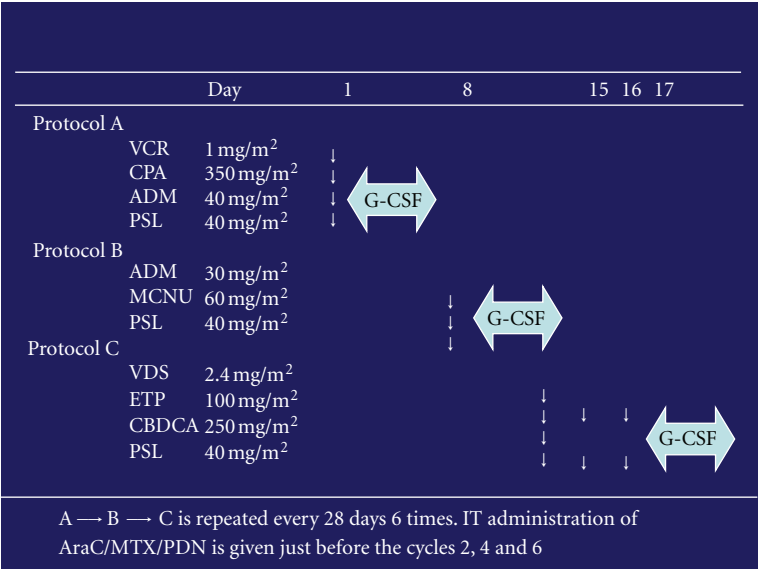 Day 1 8 15 16 17
Protocol A
VCR 1 mg/m²
↓
CPA 350 mg/m²
↓
ADM 40 mg/m²
↓ G-CSF
PSL 40 mg/m²
↓
Protocol B
ADM 30 mg/m²
↓
MCNU 60 mg/m²
↓ G-CSF
PSL 40 mg/m²
↓
Protocol C
VDS 2.4 mg/m²
↓
ETP 100 mg/m²
↓ ↓ ↓
CBDCA 250 mg/m²
↓ G-CSF
PSL 40 mg/m²
↓ ↓ ↓
A → B → C is repeated every 28 days 6 times. IT administration of
AraC/MTX/PDN is given just before the cycles 2, 4 and 6